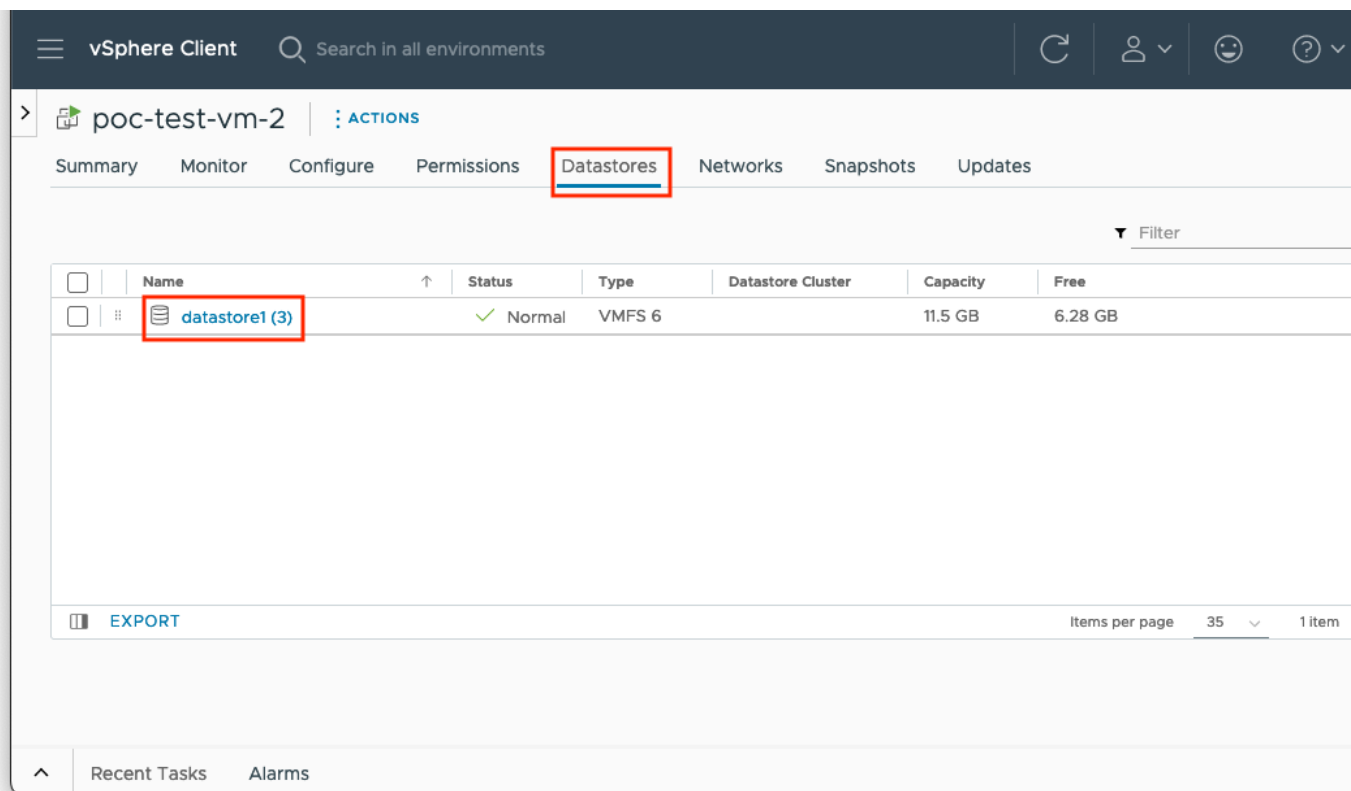 vSphere Client Search in all environments
poc-test-vm-2 ACTIONS
Summary Monitor Configure Permissions Datastores Networks Snapshots Updates
Filter
Name Status Type Datastore Cluster Capacity Free
datastore1 (3) Normal VMFS 6 11.5 GB 6.28 GB
EXPORT Items per page 35 1 item
Recent Tasks Alarms